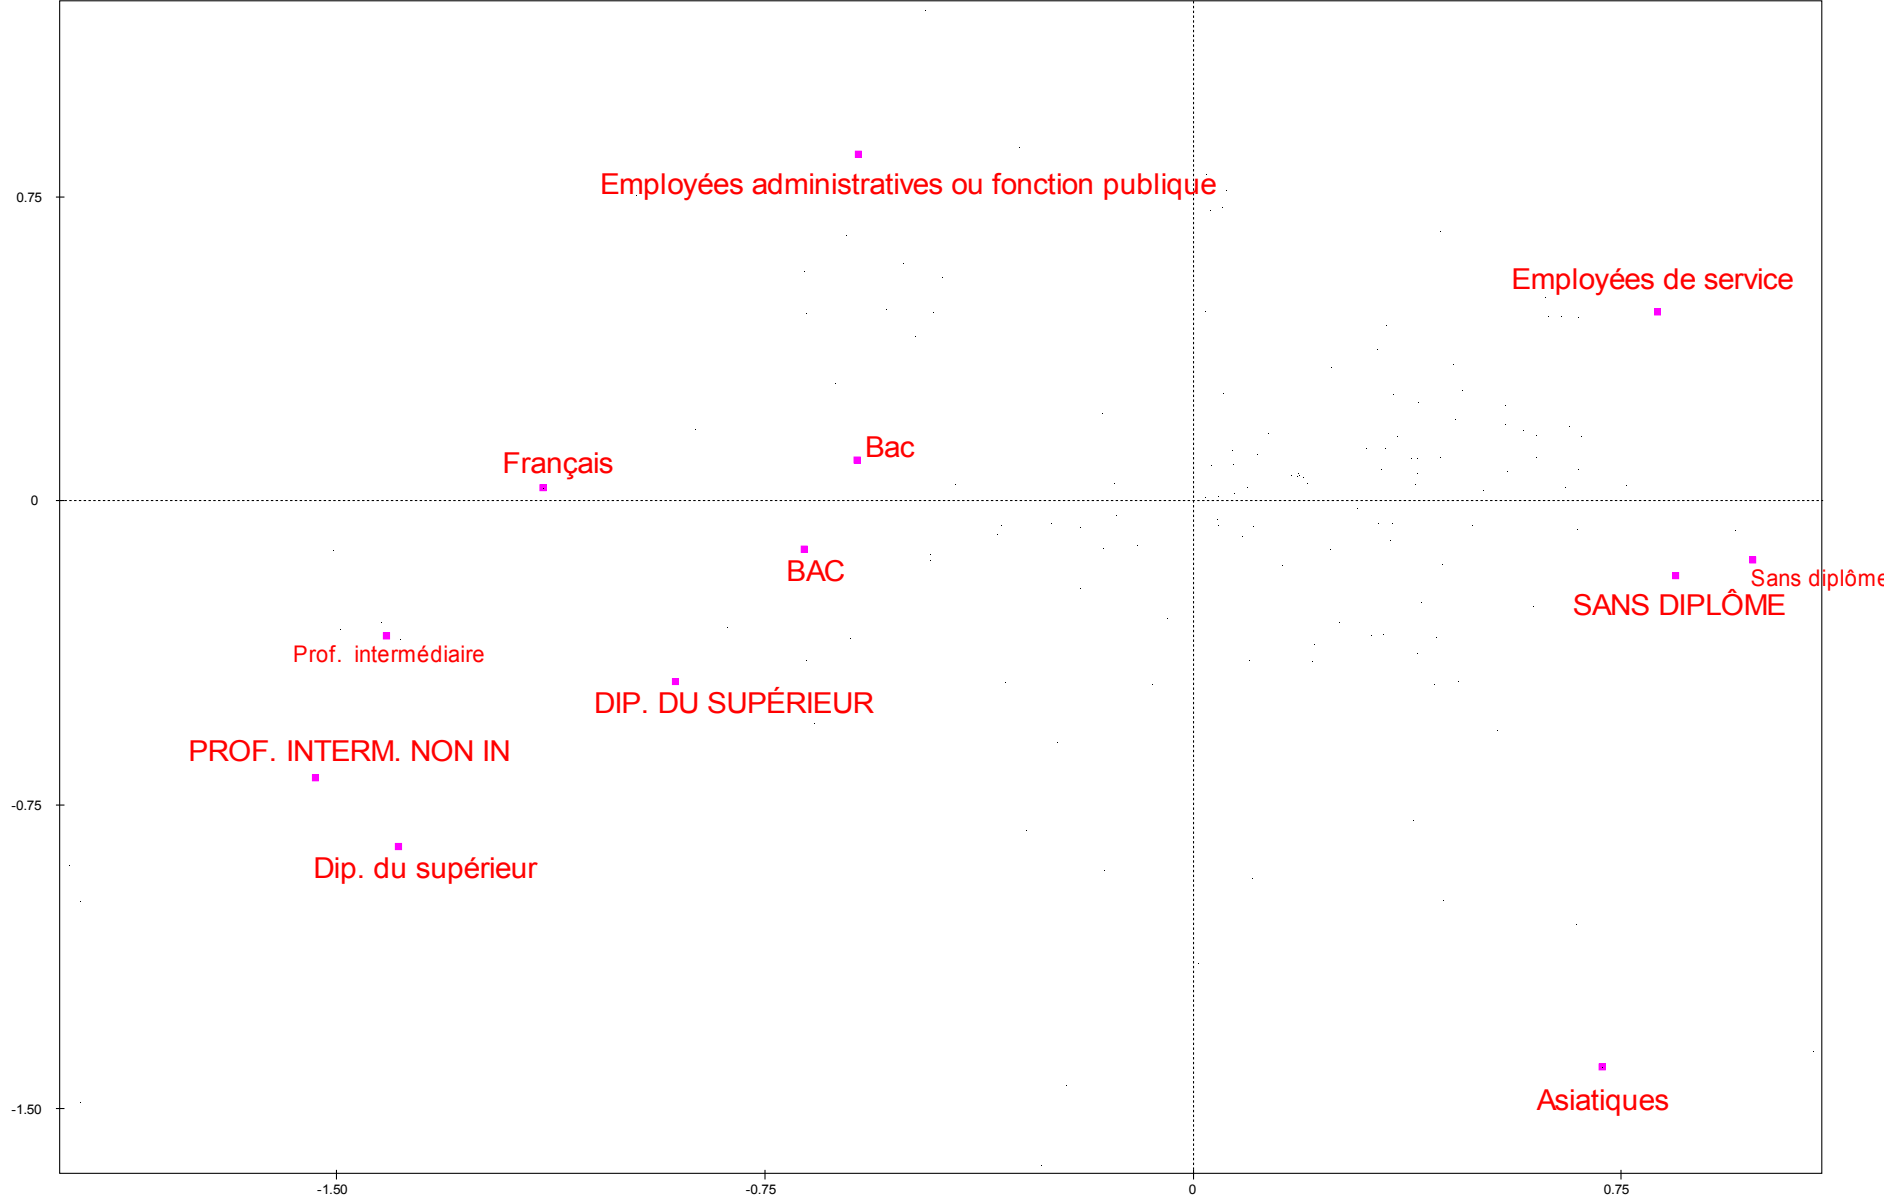 Employées administratives ou fonction publique
0.75
Employées de service
Bac
Français
0
BAC
Sans diplôme
SANS DIPLÔME
Prof. intermédiaire
DIP. DU SUPÉRIEUR
PROF. INTERM. NON IN
-0.75
Dip. du supérieur
Asiatiques
-1.50
-1.50
-0.75
0
0.75